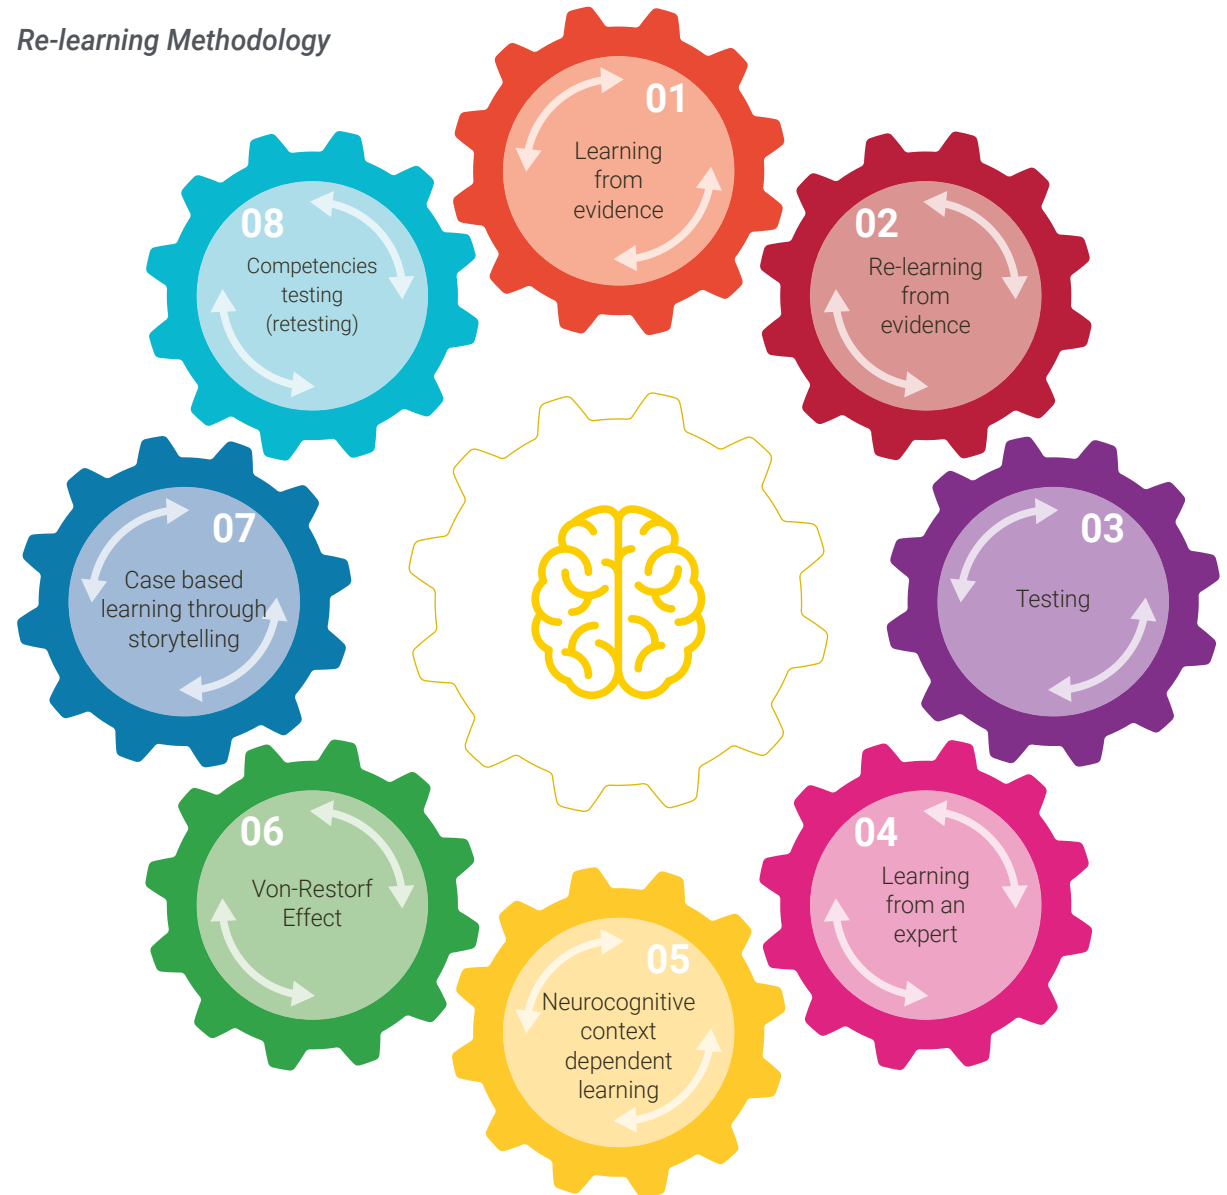 Re-learning Methodology
01
Learning
from
evidence
02
Re-learning
from
evidence
03
Testing
04
Learning
from an
expert
05
Neurocognitive
context
dependent
learning
06
Von-Restorf
Effect
07
Case based
learning through
storytelling
08
Competencies
testing
(retesting)